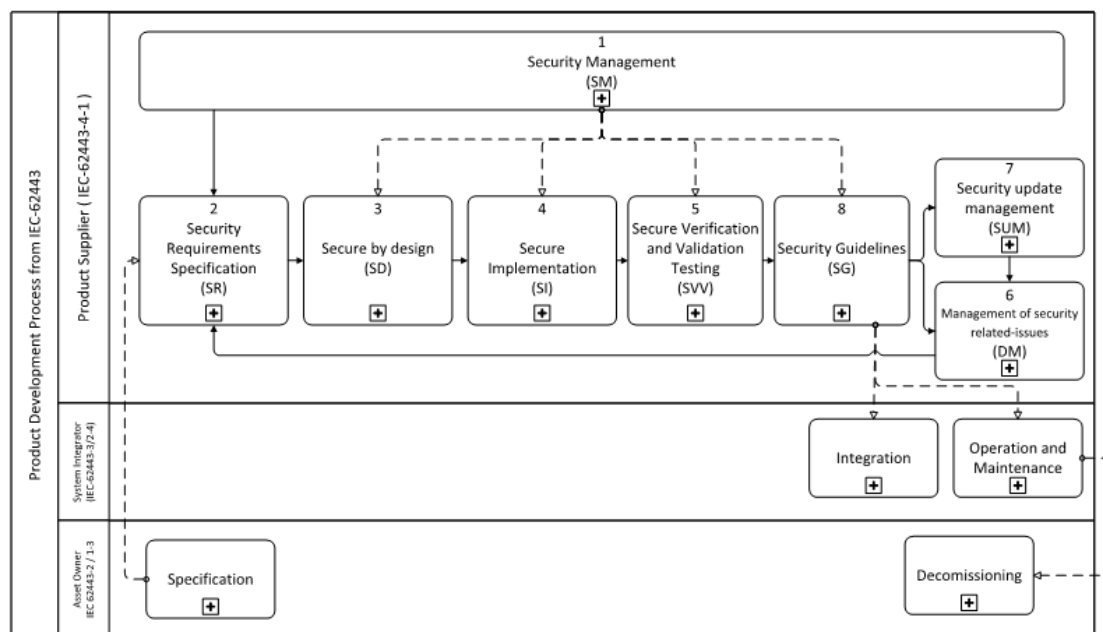 Product Development Process from IEC-62443
Product Supplier ( IEC-62443-4-1 )
1
Security Management
(SM)
2
Security
Requirements
Specification
(SR)
3
Secure by design
(SD)
4
Secure
Implementation
(SI)
5
Secure Verification
and Validation
Testing
(SVV)
8
Security Guidelines
(SG)
7
Security update
management
(SUM)
6
Management of security
related-issues
(DM)
System Integrator
(IEC-62443-3/2-4)
Integration
Operation and
Maintenance
Asset Owner
IEC 62443-2 / 1-3
Specification
Decomissioning